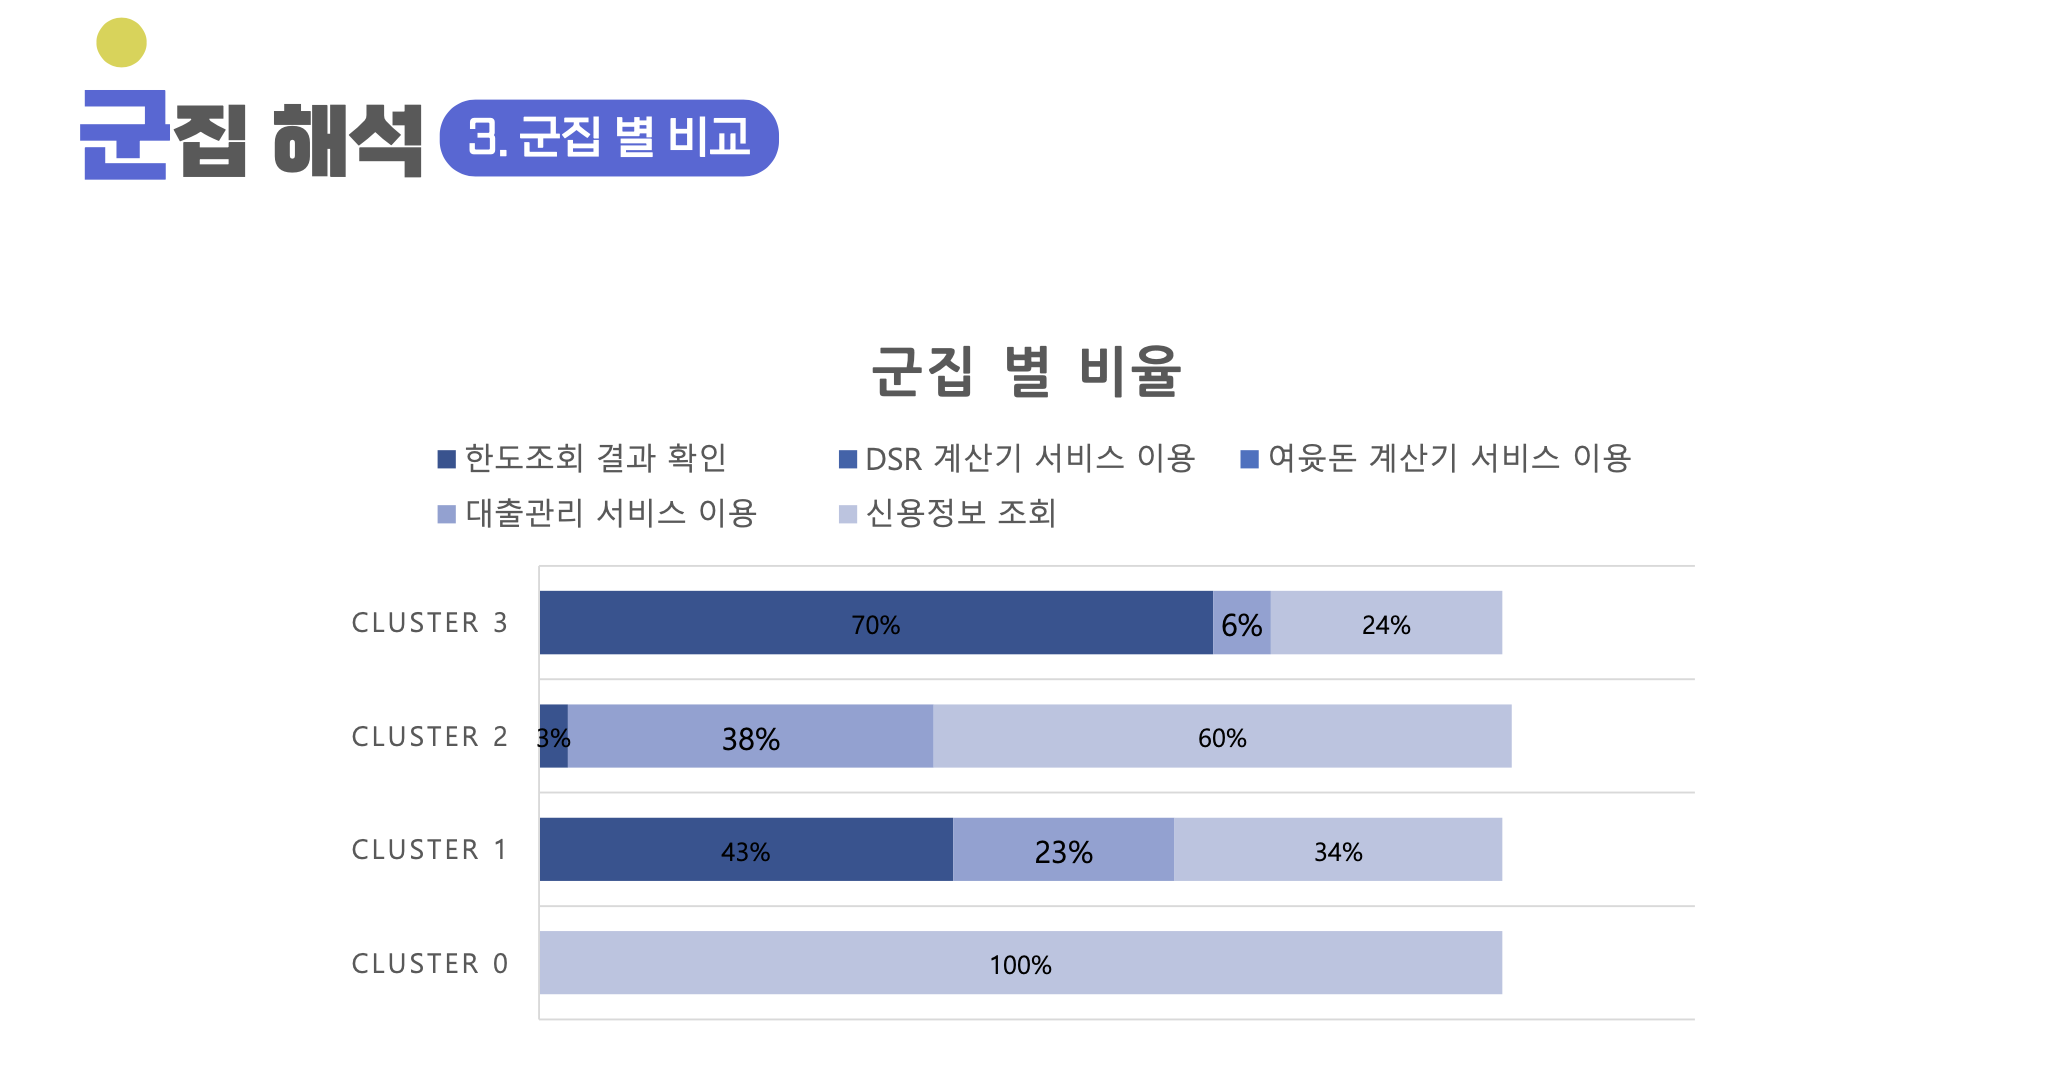 군집 해석 3. 군집 별 비교
군집 별 비율
한도조회 결과 확인 DSR 계산기 서비스 이용 여윳돈 계산기 서비스 이용
대출관리 서비스 이용 신용정보 조회
CLUSTER 3 70% 6% 24%
CLUSTER 2 3% 38% 60%
CLUSTER 1 43% 23% 34%
CLUSTER 0 100%